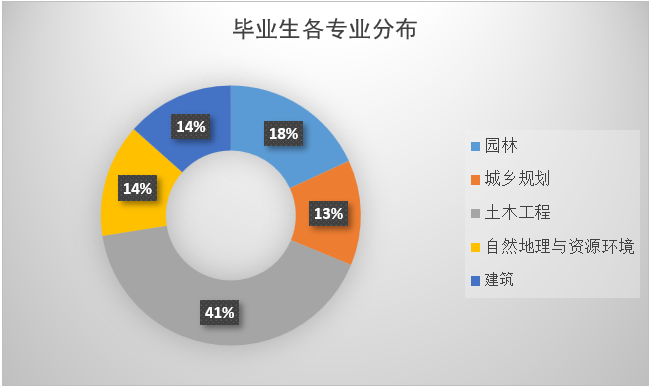 毕业生各专业分布
14%
18%
14%
13%
41%
园林
城乡规划
土木工程
自然地理与资源环境
建筑